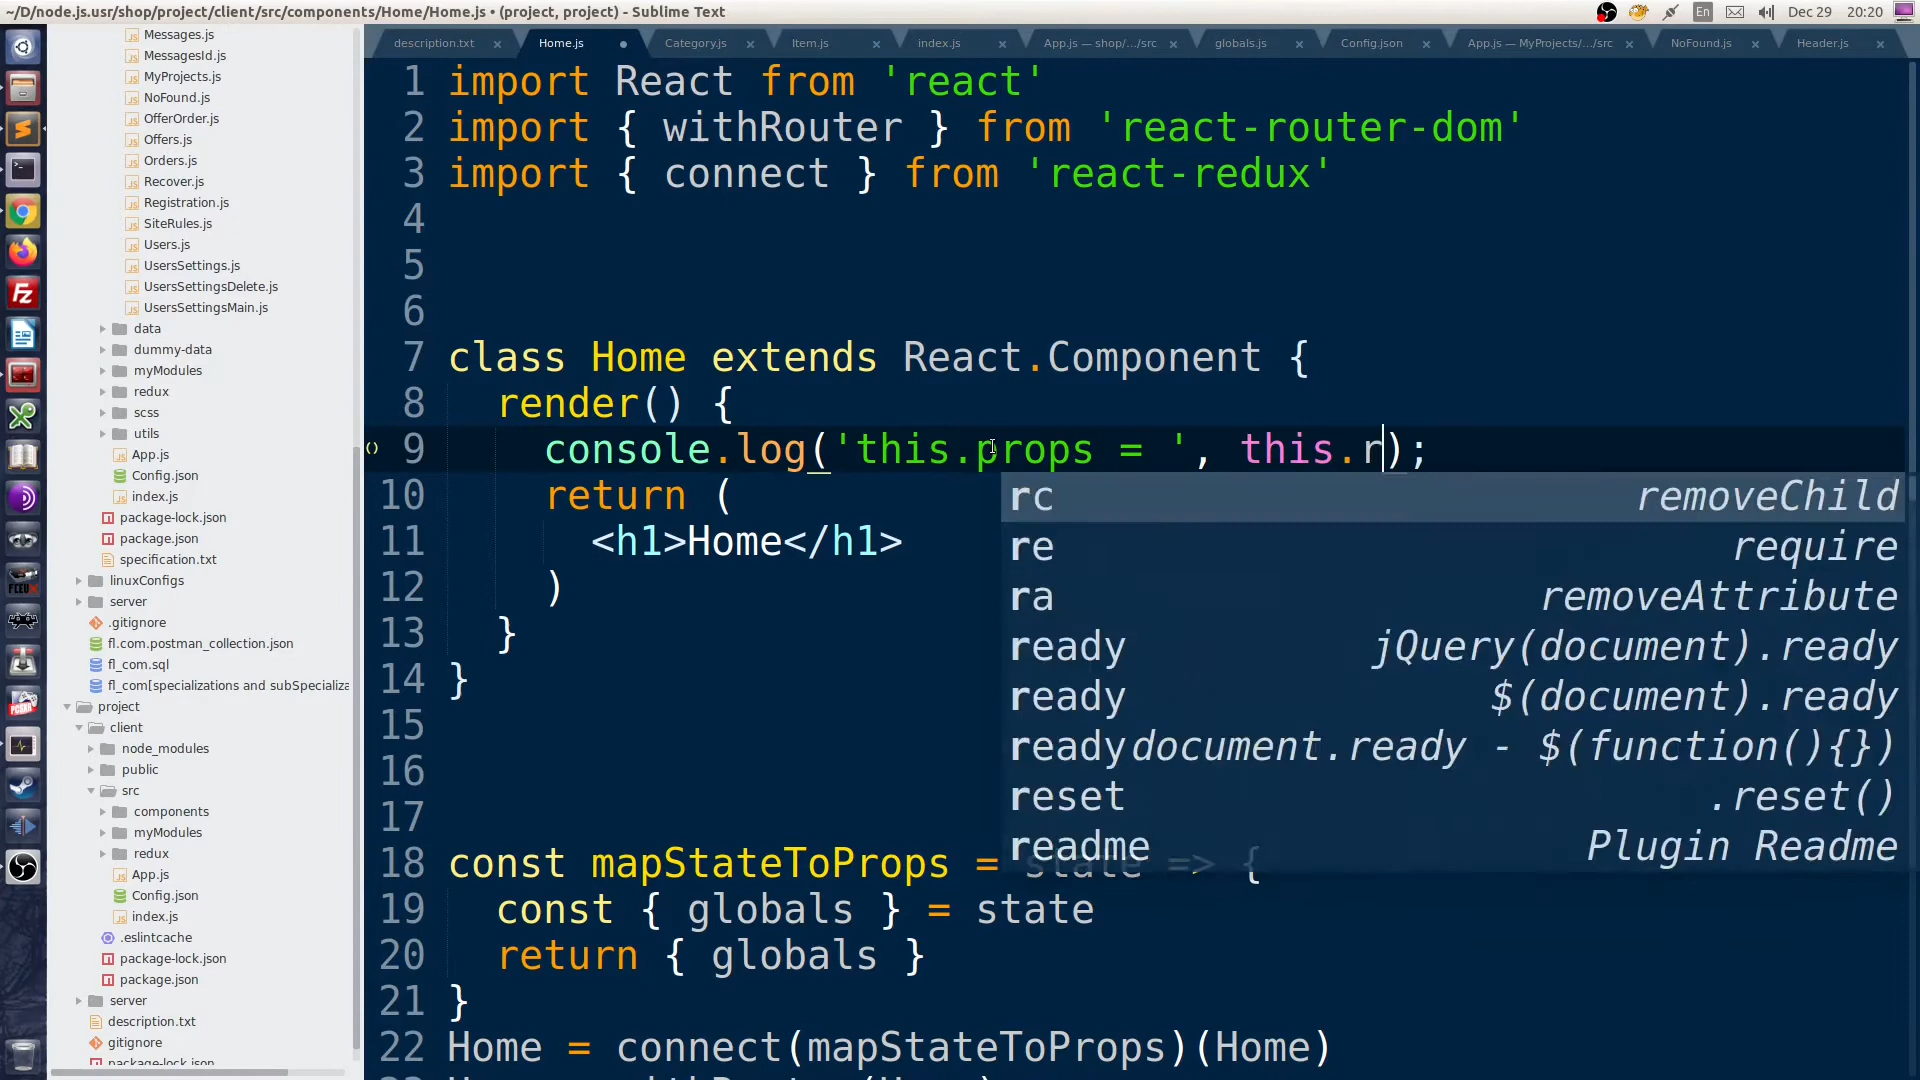 ~/D/node.js.usr/shop/project/client/src/components/Home/Home.js • (project, project) - Sublime Text
En
Dec 29
20:20
description.txt
Home.js
Category.js
Item.js
index.js
App.js — shop/.../src
globals.js
Config.json
App.js — MyProjects/.../src
NoFound.js
Header.js
Messages.js
MessagesId.js
MyProjects.js
NoFound.js
OfferOrder.js
Offers.js
Orders.js
Recover.js
Registration.js
SiteRules.js
Users.js
UsersSettings.js
UsersSettingsDelete.js
UsersSettingsMain.js
data
dummy-data
myModules
redux
scss
utils
App.js
Config.json
index.js
package-lock.json
package.json
specification.txt
linuxConfigs
server
.gitignore
fl.com.postman_collection.json
fl_com.sql
fl_com[specializations and subSpecializa
project
client
node_modules
public
src
components
myModules
redux
App.js
Config.json
index.js
.eslintcache
package-lock.json
package.json
server
description.txt
gitignore
package-lock.json
1 import React from 'react'
2 import { withRouter } from 'react-router-dom'
3 import { connect } from 'react-redux'
4
5
6
7 class Home extends React.Component {
8 render() {
9 console.log('this.props = ', this.r);
10 return (
11 <h1>Home</h1>
12 )
13 }
14 }
15
16
17
18 const mapStateToProps = state => {
19 const { globals } = state
20 return { globals }
21 }
22 Home = connect(mapStateToProps)(Home)
rc removeChild
re require
ra removeAttribute
ready jQuery(document).ready
ready $(document).ready
ready document.ready - $(function(){})
reset .reset()
readme Plugin Readme